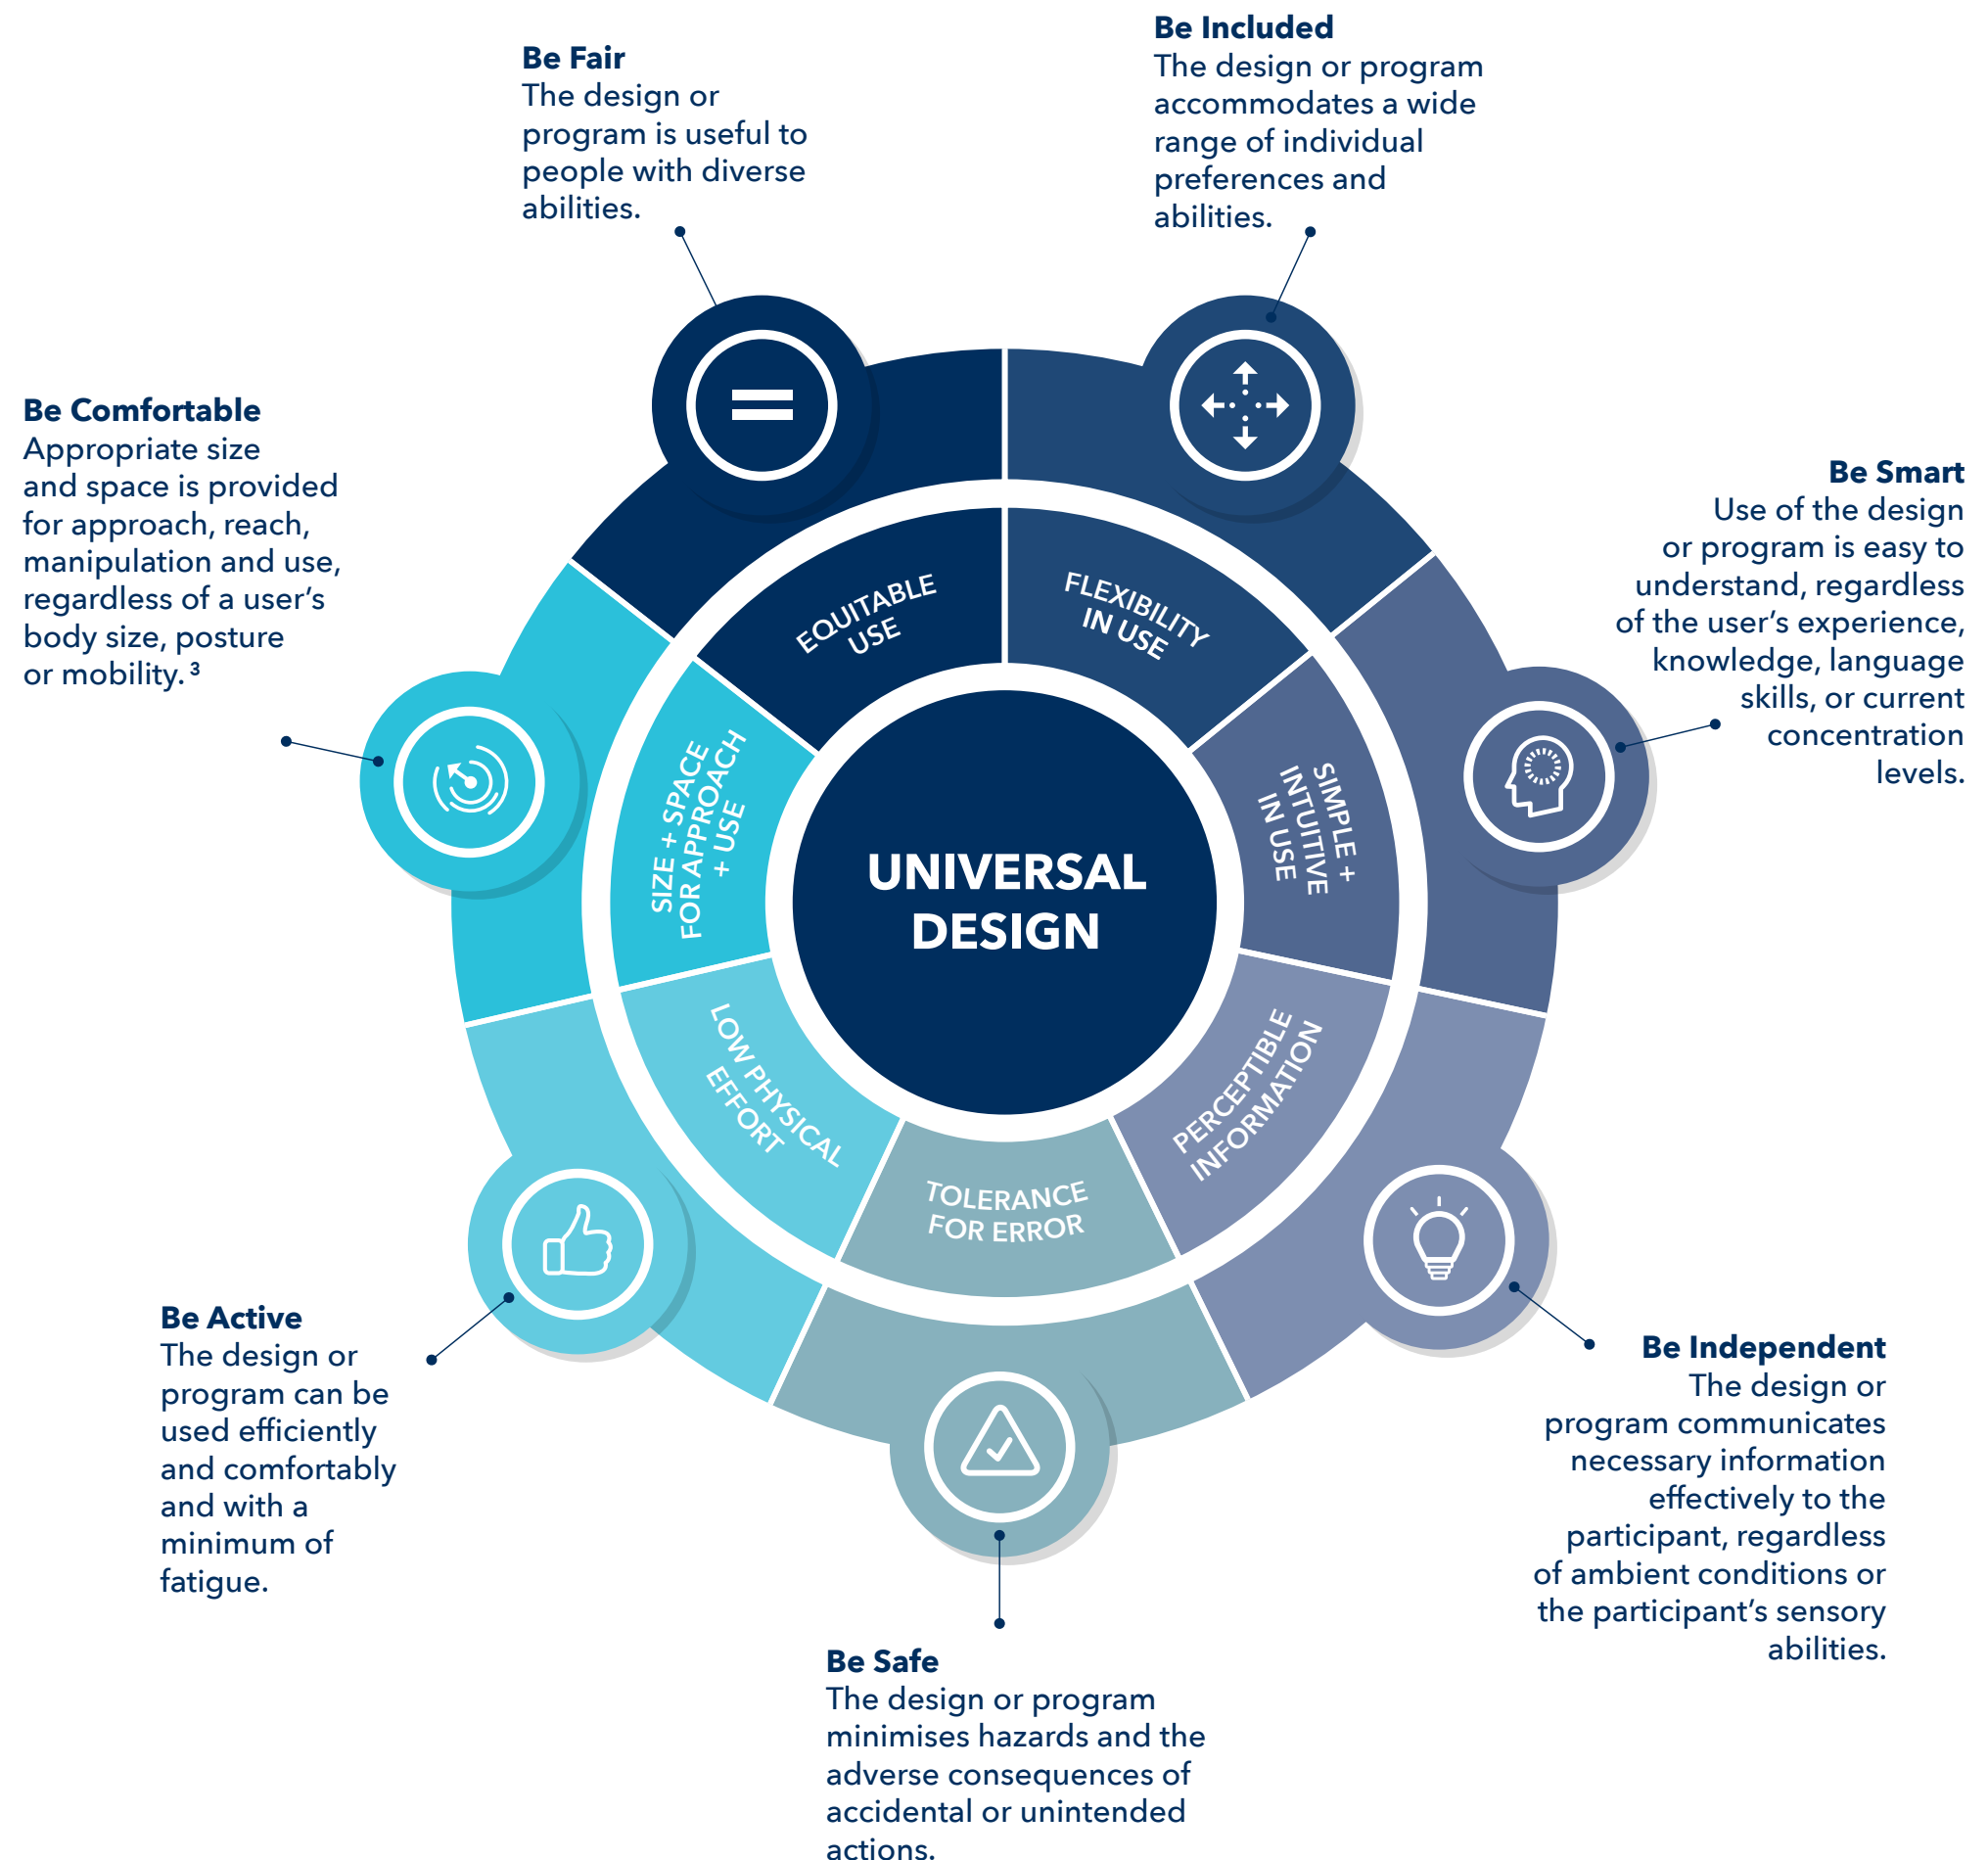 Be Fair
The design or
program is useful to
people with diverse
abilities.
Be Included
The design or program
accommodates a wide
range of individual
preferences and
abilities.
Be Smart
Use of the design
or program is easy to
understand, regardless
of the user’s experience,
knowledge, language
skills, or current
concentration
levels.
Be Independent
The design or
program communicates
necessary information
effectively to the
participant, regardless
of ambient conditions or
the participant’s sensory
abilities.
Be Safe
The design or program
minimises hazards and the
adverse consequences of
accidental or unintended
actions.
Be Active
The design or
program can be
used efficiently
and comfortably
and with a
minimum of
fatigue.
Be Comfortable
Appropriate size
and space is provided
for approach, reach,
manipulation and use,
regardless of a user’s
body size, posture
or mobility. ³
EQUITABLE
USE
FLEXIBILITY
IN USE
SIMPLE +
INTUITIVE
IN USE
PERCEPTIBLE
INFORMATION
TOLERANCE
FOR ERROR
LOW PHYSICAL
EFFORT
SIZE + SPACE
FOR APPROACH
+ USE
UNIVERSAL
DESIGN